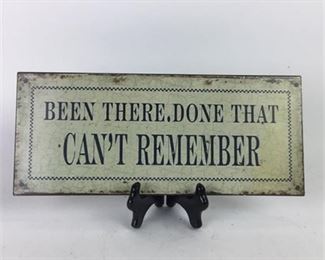 BEEN THERE,DONE THAT
CAN'T REMEMBER